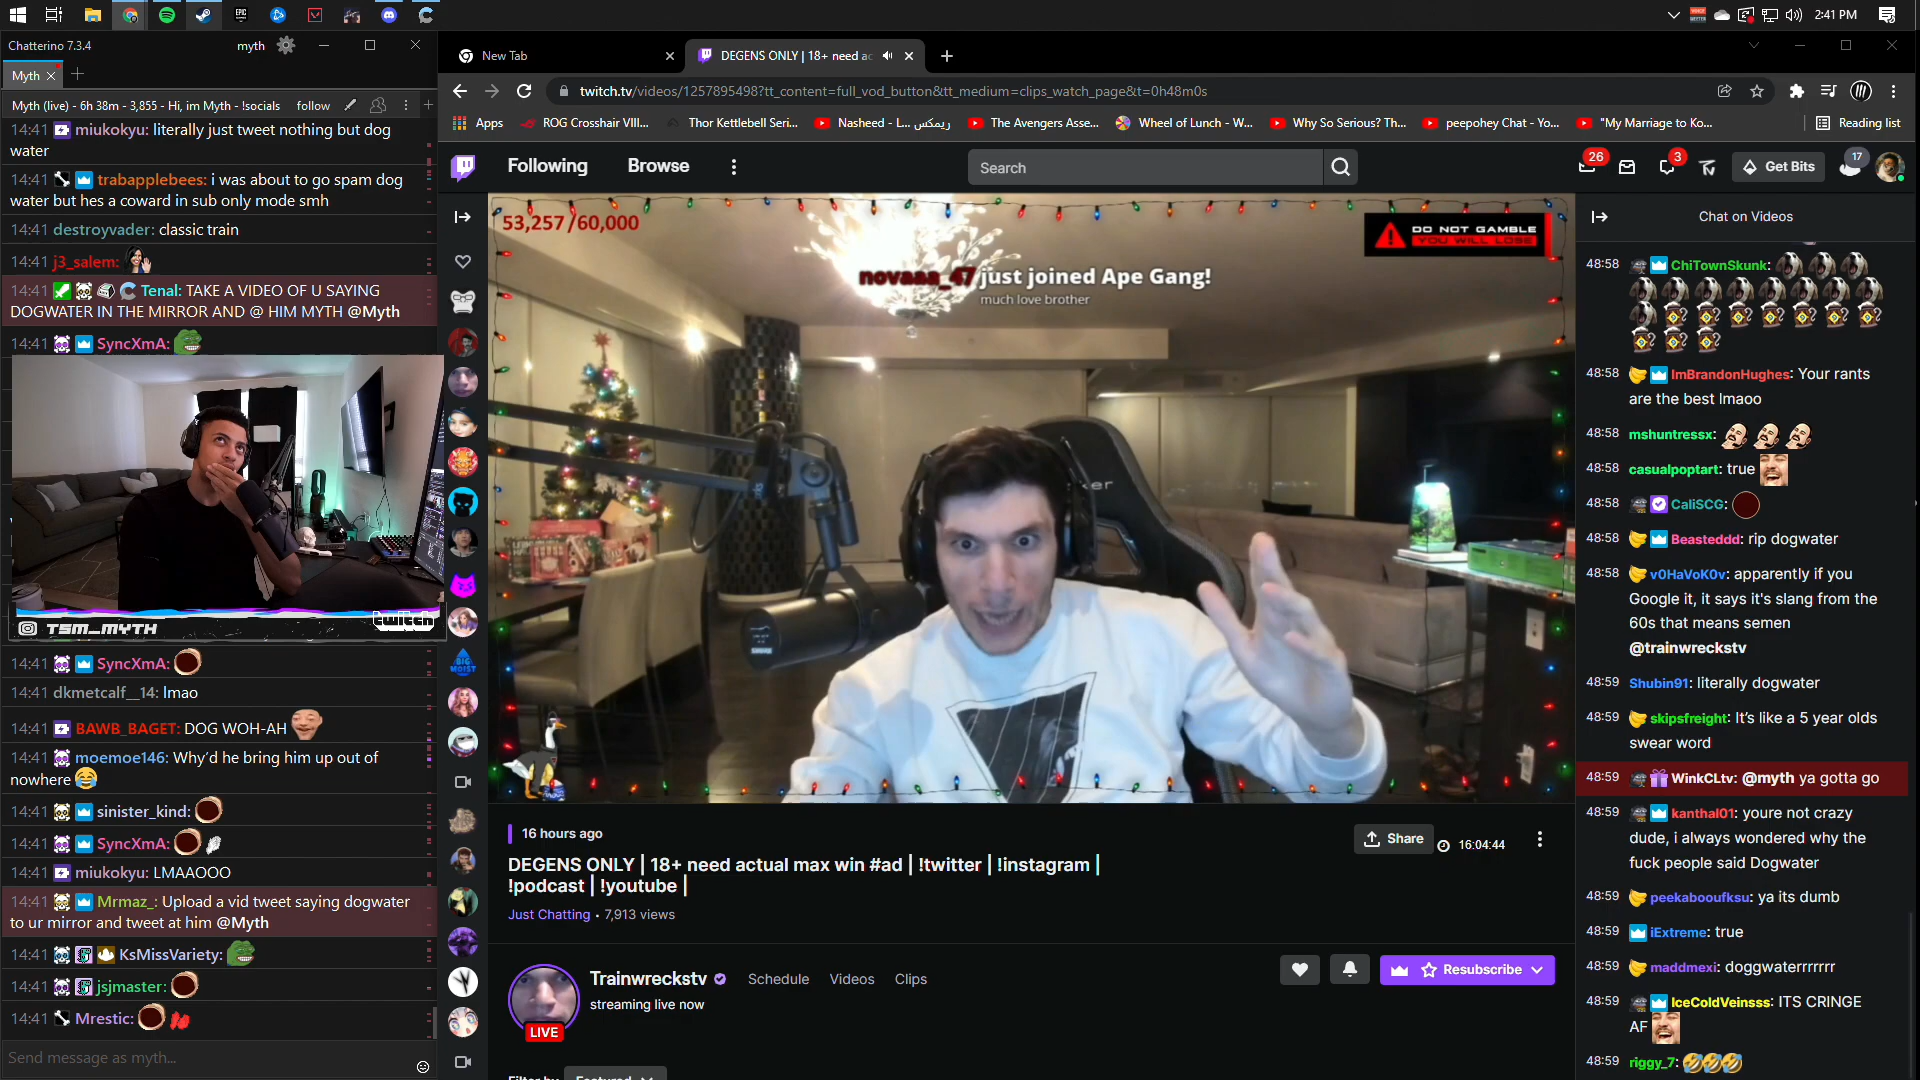 2:41 PM
Chatterino 7.3.4
myth
Myth
Myth (live) - 6h 38m - 3,855 - Hi, im Myth - !socials
follow
14:41 miukokyu: literally just tweet nothing but dog
water
14:41 trabapplebees: i was about to go spam dog
water but hes a coward in sub only mode smh
14:41 destroyvader: classic train
14:41 j3_salem:
14:41 Tenal: TAKE A VIDEO OF U SAYING
DOGWATER IN THE MIRROR AND @ HIM MYTH @Myth
14:41 SyncXmA:
TSM_MYTH
twitch
14:41 SyncXmA:
14:41 dkmetcalf__14: lmao
14:41 BAWB_BAGET: DOG WOH-AH
14:41 moemoe146: Why'd he bring him up out of
nowhere
14:41 sinister_kind:
14:41 SyncXmA:
14:41 miukokyu: LMAAOOO
14:41 Mrmaz_: Upload a vid tweet saying dogwater
to ur mirror and tweet at him @Myth
14:41 KsMissVariety:
14:41 jsjmaster:
14:41 Mrestic:
Send message as myth...
New Tab
DEGENS ONLY | 18+ need ac
twitch.tv/videos/1257895498?tt_content=full_vod_button&tt_medium=clips_watch_page&t=0h48m0s
Apps
ROG Crosshair VIII...
Thor Kettlebell Seri...
Nasheed - L... ريمكس
The Avengers Asse...
Wheel of Lunch - W...
Why So Serious? Th...
peepohey Chat - Yo...
"My Marriage to Ko...
Reading list
Following
Browse
Search
26
3
Get Bits
17
53,257/60,000
DO NOT GAMBLE
YOU WILL LOSE
novaaa_47 just joined Ape Gang!
much love brother
BIG
MOIST
16 hours ago
Share
16:04:44
DEGENS ONLY | 18+ need actual max win #ad | !twitter | !instagram |
!podcast | !youtube |
Just Chatting • 7,913 views
Trainwreckstv
Schedule
Videos
Clips
streaming live now
LIVE
Resubscribe
Filter by
Featured
Chat on Videos
48:58 ChiTownSkunk:
48:58 ImBrandonHughes: Your rants
are the best lmaoo
48:58 mshuntressx:
48:58 casualpoptart: true
48:58 CaliSCG:
48:58 Beasteddd: rip dogwater
48:58 v0HaVoK0v: apparently if you
Google it, it says it's slang from the
60s that means semen
@trainwreckstv
48:59 Shubin91: literally dogwater
48:59 skipsfreight: It's like a 5 year olds
swear word
48:59 WinkCLtv: @myth ya gotta go
48:59 kanthal01: youre not crazy
dude, i always wondered why the
fuck people said Dogwater
48:59 peekabooufksu: ya its dumb
48:59 iExtreme: true
48:59 maddmexi: doggwaterrrrrrr
48:59 IceColdVeinsss: ITS CRINGE
AF
48:59 riggy_7: